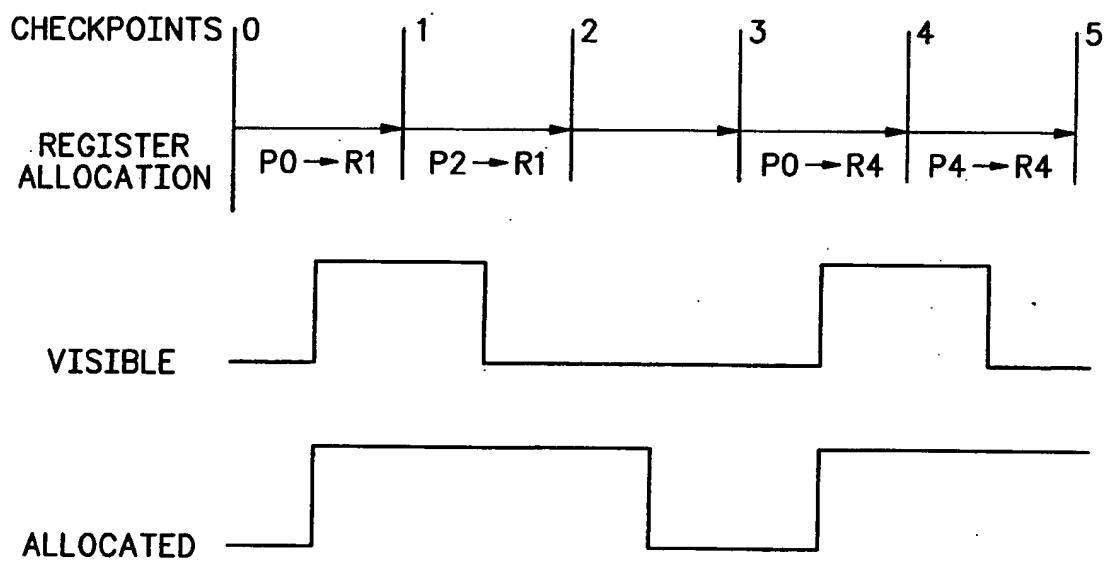 CHECKPOINTS 0 1 2 3 4 5
REGISTER
ALLOCATION
P0→R1 P2→R1 P0→R4 P4→R4
VISIBLE
ALLOCATED